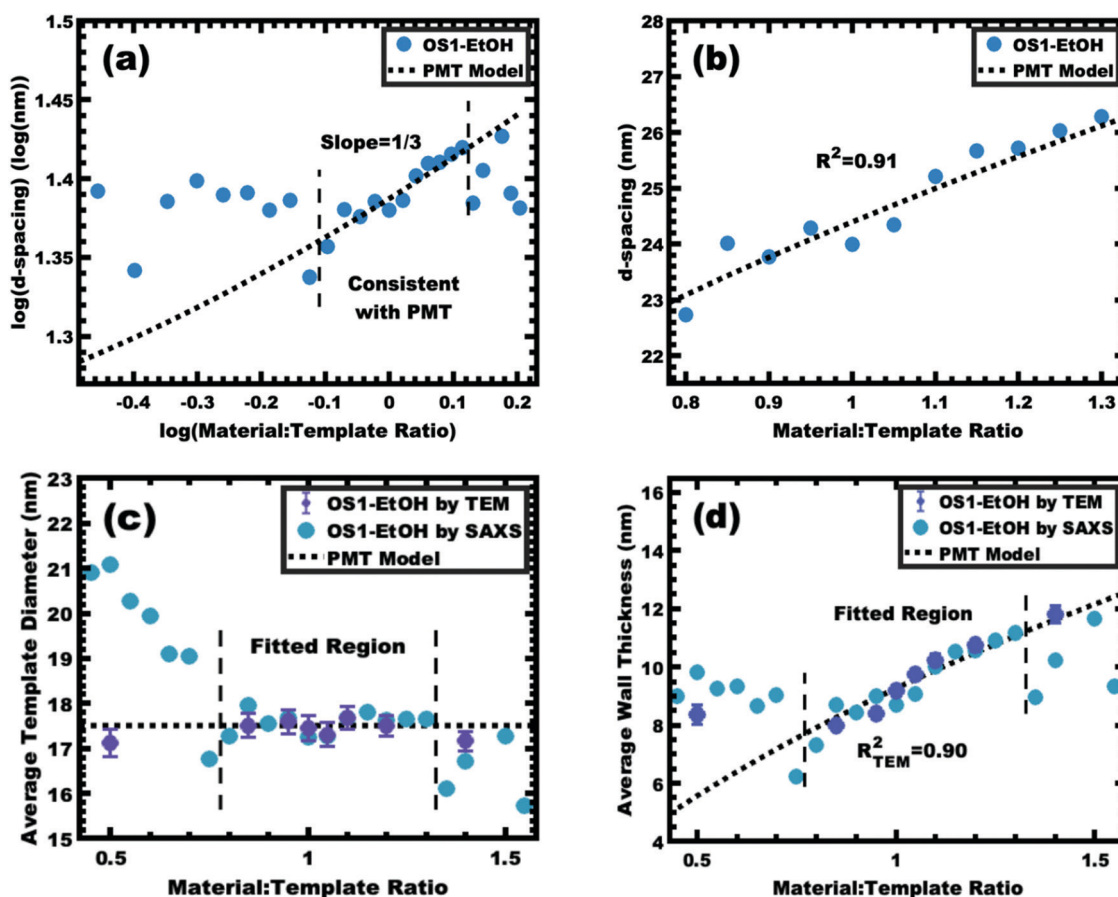 (a)
OS1-EtOH
PMT Model
1.5
1.45
1.4
1.35
1.3
log(d-spacing) (log(nm))
Slope=1/3
Consistent
with PMT
-0.4 -0.3 -0.2 -0.1 0 0.1 0.2
log(Material:Template Ratio)
(b)
OS1-EtOH
PMT Model
28
27
26
25
24
23
22
d-spacing (nm)
R²=0.91
0.8 0.9 1 1.1 1.2 1.3
Material:Template Ratio
(c)
OS1-EtOH by TEM
OS1-EtOH by SAXS
PMT Model
23
22
21
20
19
18
17
16
15
Average Template Diameter (nm)
Fitted Region
0.5 1 1.5
Material:Template Ratio
(d)
OS1-EtOH by TEM
OS1-EtOH by SAXS
PMT Model
16
14
12
10
8
6
4
Average Wall Thickness (nm)
Fitted Region
R²TEM=0.90
0.5 1 1.5
Material:Template Ratio